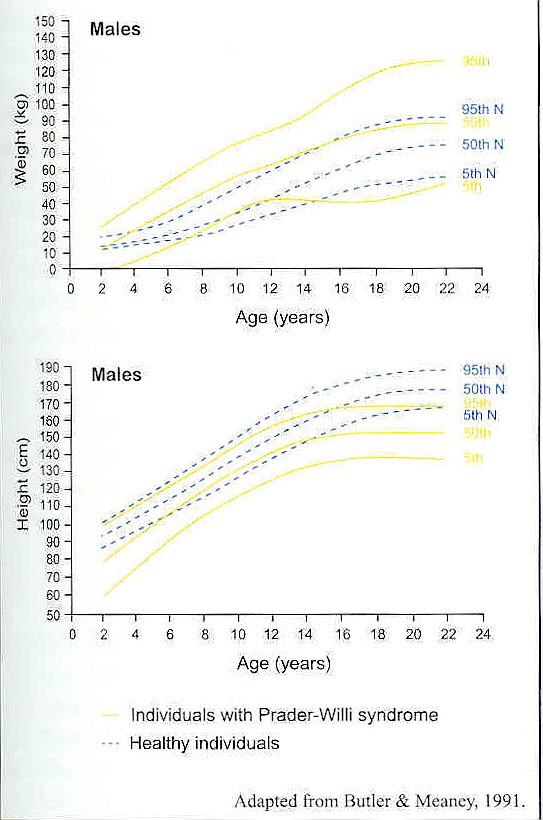 Males
Weight (kg)
150
140
130
120
110
100
90
80
70
60
50
40
30
20
10
0
95th
95th N
50th
50th N
5th N
5th
0 2 4 6 8 10 12 14 16 18 20 22 24
Age (years)
Males
Height (cm)
190
180
170
160
150
140
130
120
110
100
90
80
70
60
50
95th N
50th N
95th
5th N
50th
5th
0 2 4 6 8 10 12 14 16 18 20 22 24
Age (years)
Individuals with Prader-Willi syndrome
Healthy individuals
Adapted from Butler & Meaney, 1991.